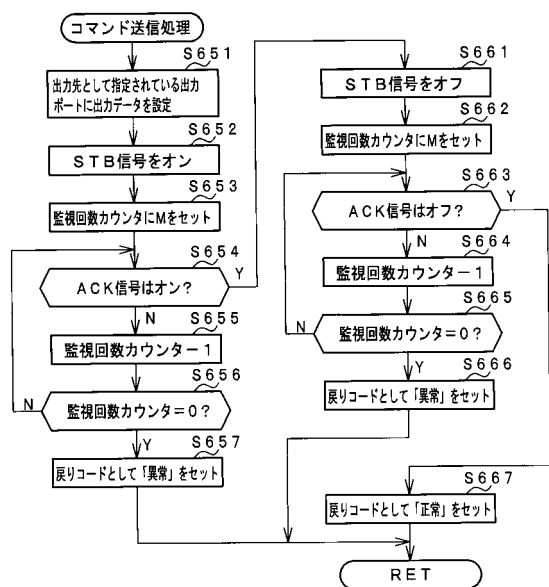 コマンド送信処理
S651
出力先として指定されている出力
ポートに出力データを設定
S652
STB信号をオン
S653
監視回数カウンタにMをセット
S654
ACK信号はオン?
Y
N
S655
監視回数カウンター1
S656
監視回数カウンタ=0?
N
Y
S657
戻りコードとして「異常」をセット
S661
STB信号をオフ
S662
監視回数カウンタにMをセット
S663
ACK信号はオフ?
Y
N
S664
監視回数カウンター1
S665
監視回数カウンタ=0?
N
Y
S666
戻りコードとして「異常」をセット
S667
戻りコードとして「正常」をセット
RET